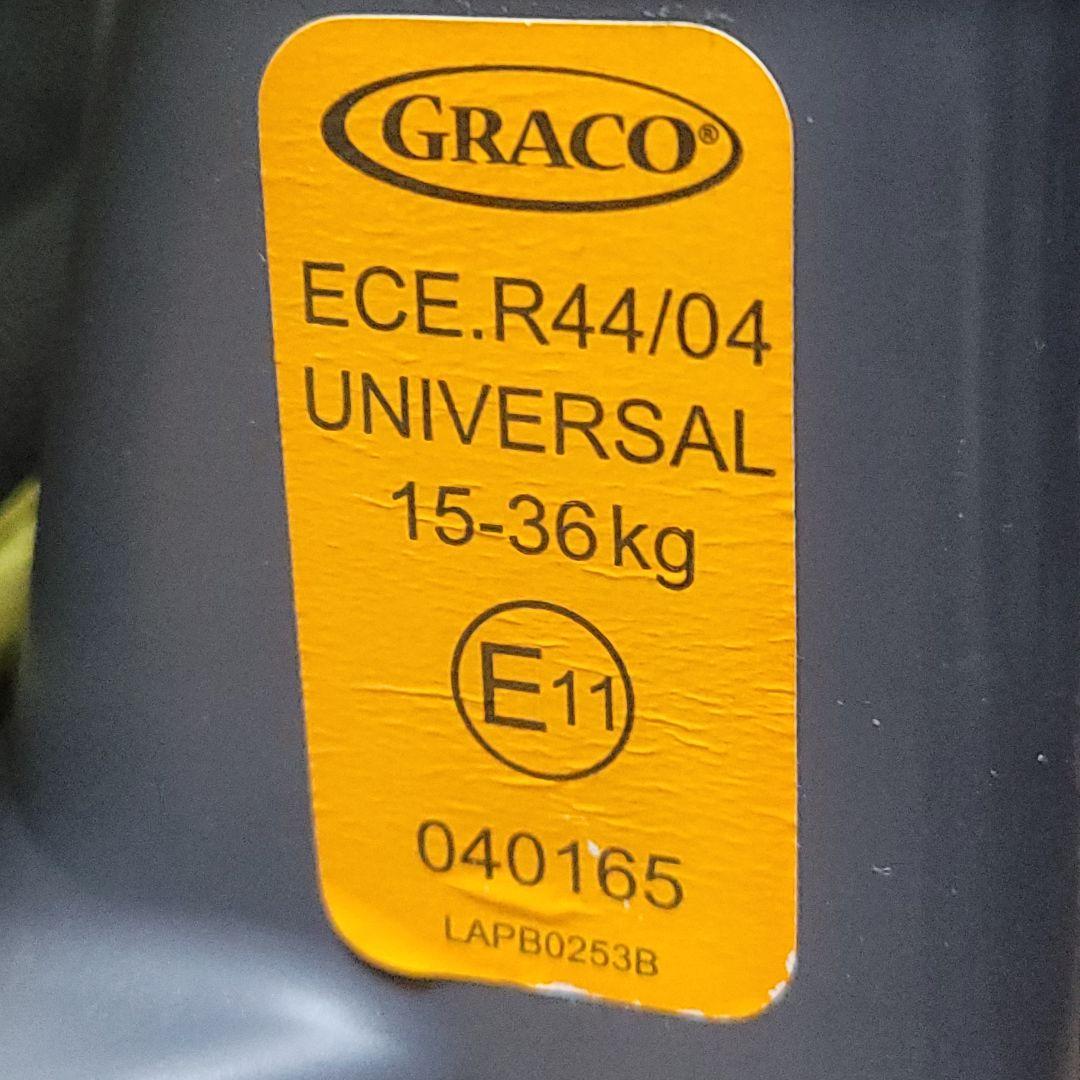 GRACO®
ECE.R44/04
UNIVERSAL
15-36kg
E11
040165
LAPB0253B